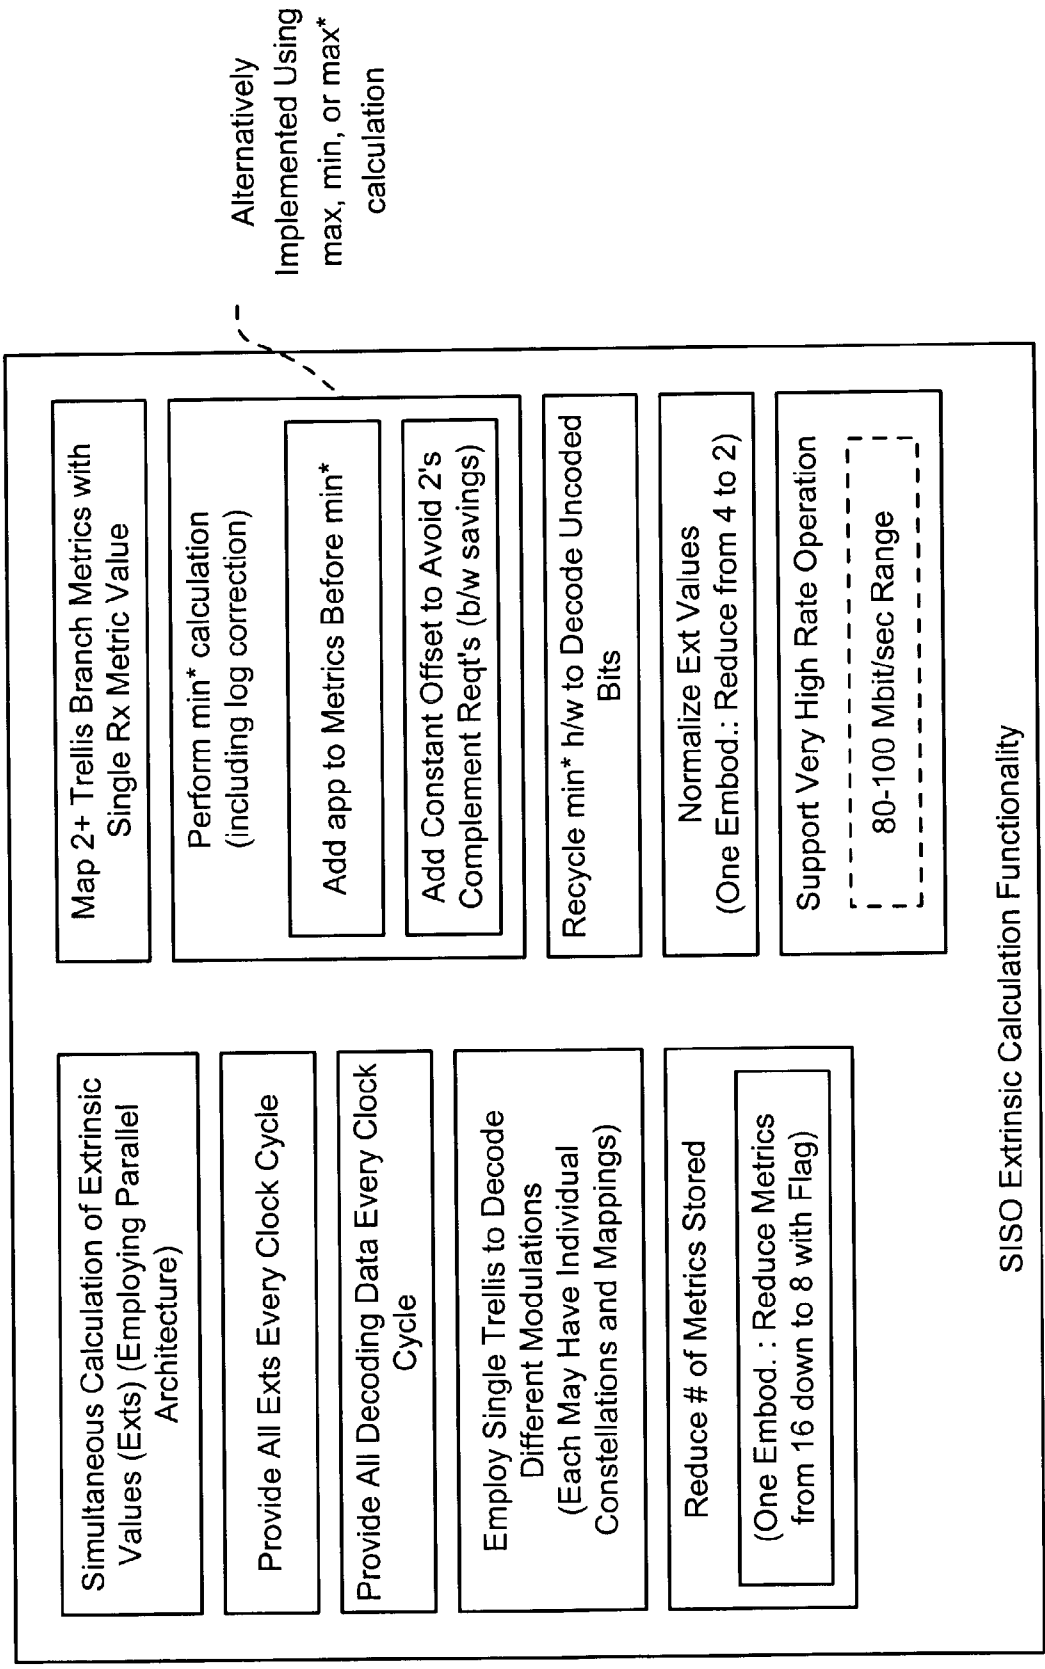 Simultaneous Calculation of Extrinsic
Values (Exts) (Employing Parallel
Architecture)
Provide All Exts Every Clock Cycle
Provide All Decoding Data Every Clock
Cycle
Employ Single Trellis to Decode
Different Modulations
(Each May Have Individual
Constellations and Mappings)
Reduce # of Metrics Stored
(One Embod. : Reduce Metrics
from 16 down to 8 with Flag)
Map 2+ Trellis Branch Metrics with
Single Rx Metric Value
Perform min* calculation
(including log correction)
Add app to Metrics Before min*
Add Constant Offset to Avoid 2's
Complement Reqt's (b/w savings)
Recycle min* h/w to Decode Uncoded
Bits
Normalize Ext Values
(One Embod.: Reduce from 4 to 2)
Support Very High Rate Operation
80-100 Mbit/sec Range
Alternatively
Implemented Using
max, min, or max*
calculation
SISO Extrinsic Calculation Functionality